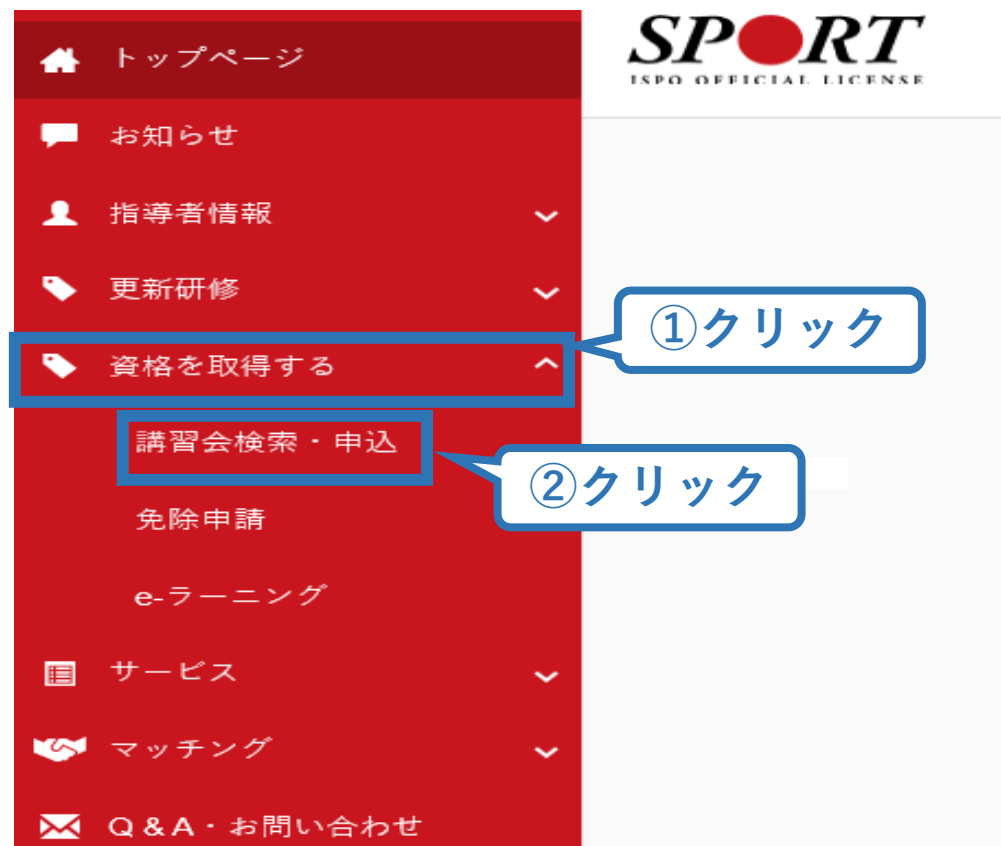 トップページ
SPORT
ISPO OFFICIAL LICENSE
お知らせ
指導者情報
更新研修
①クリック
資格を取得する
講習会検索・申込
②クリック
免除申請
e-ラーニング
サービス
マッチング
Q&A・お問い合わせ